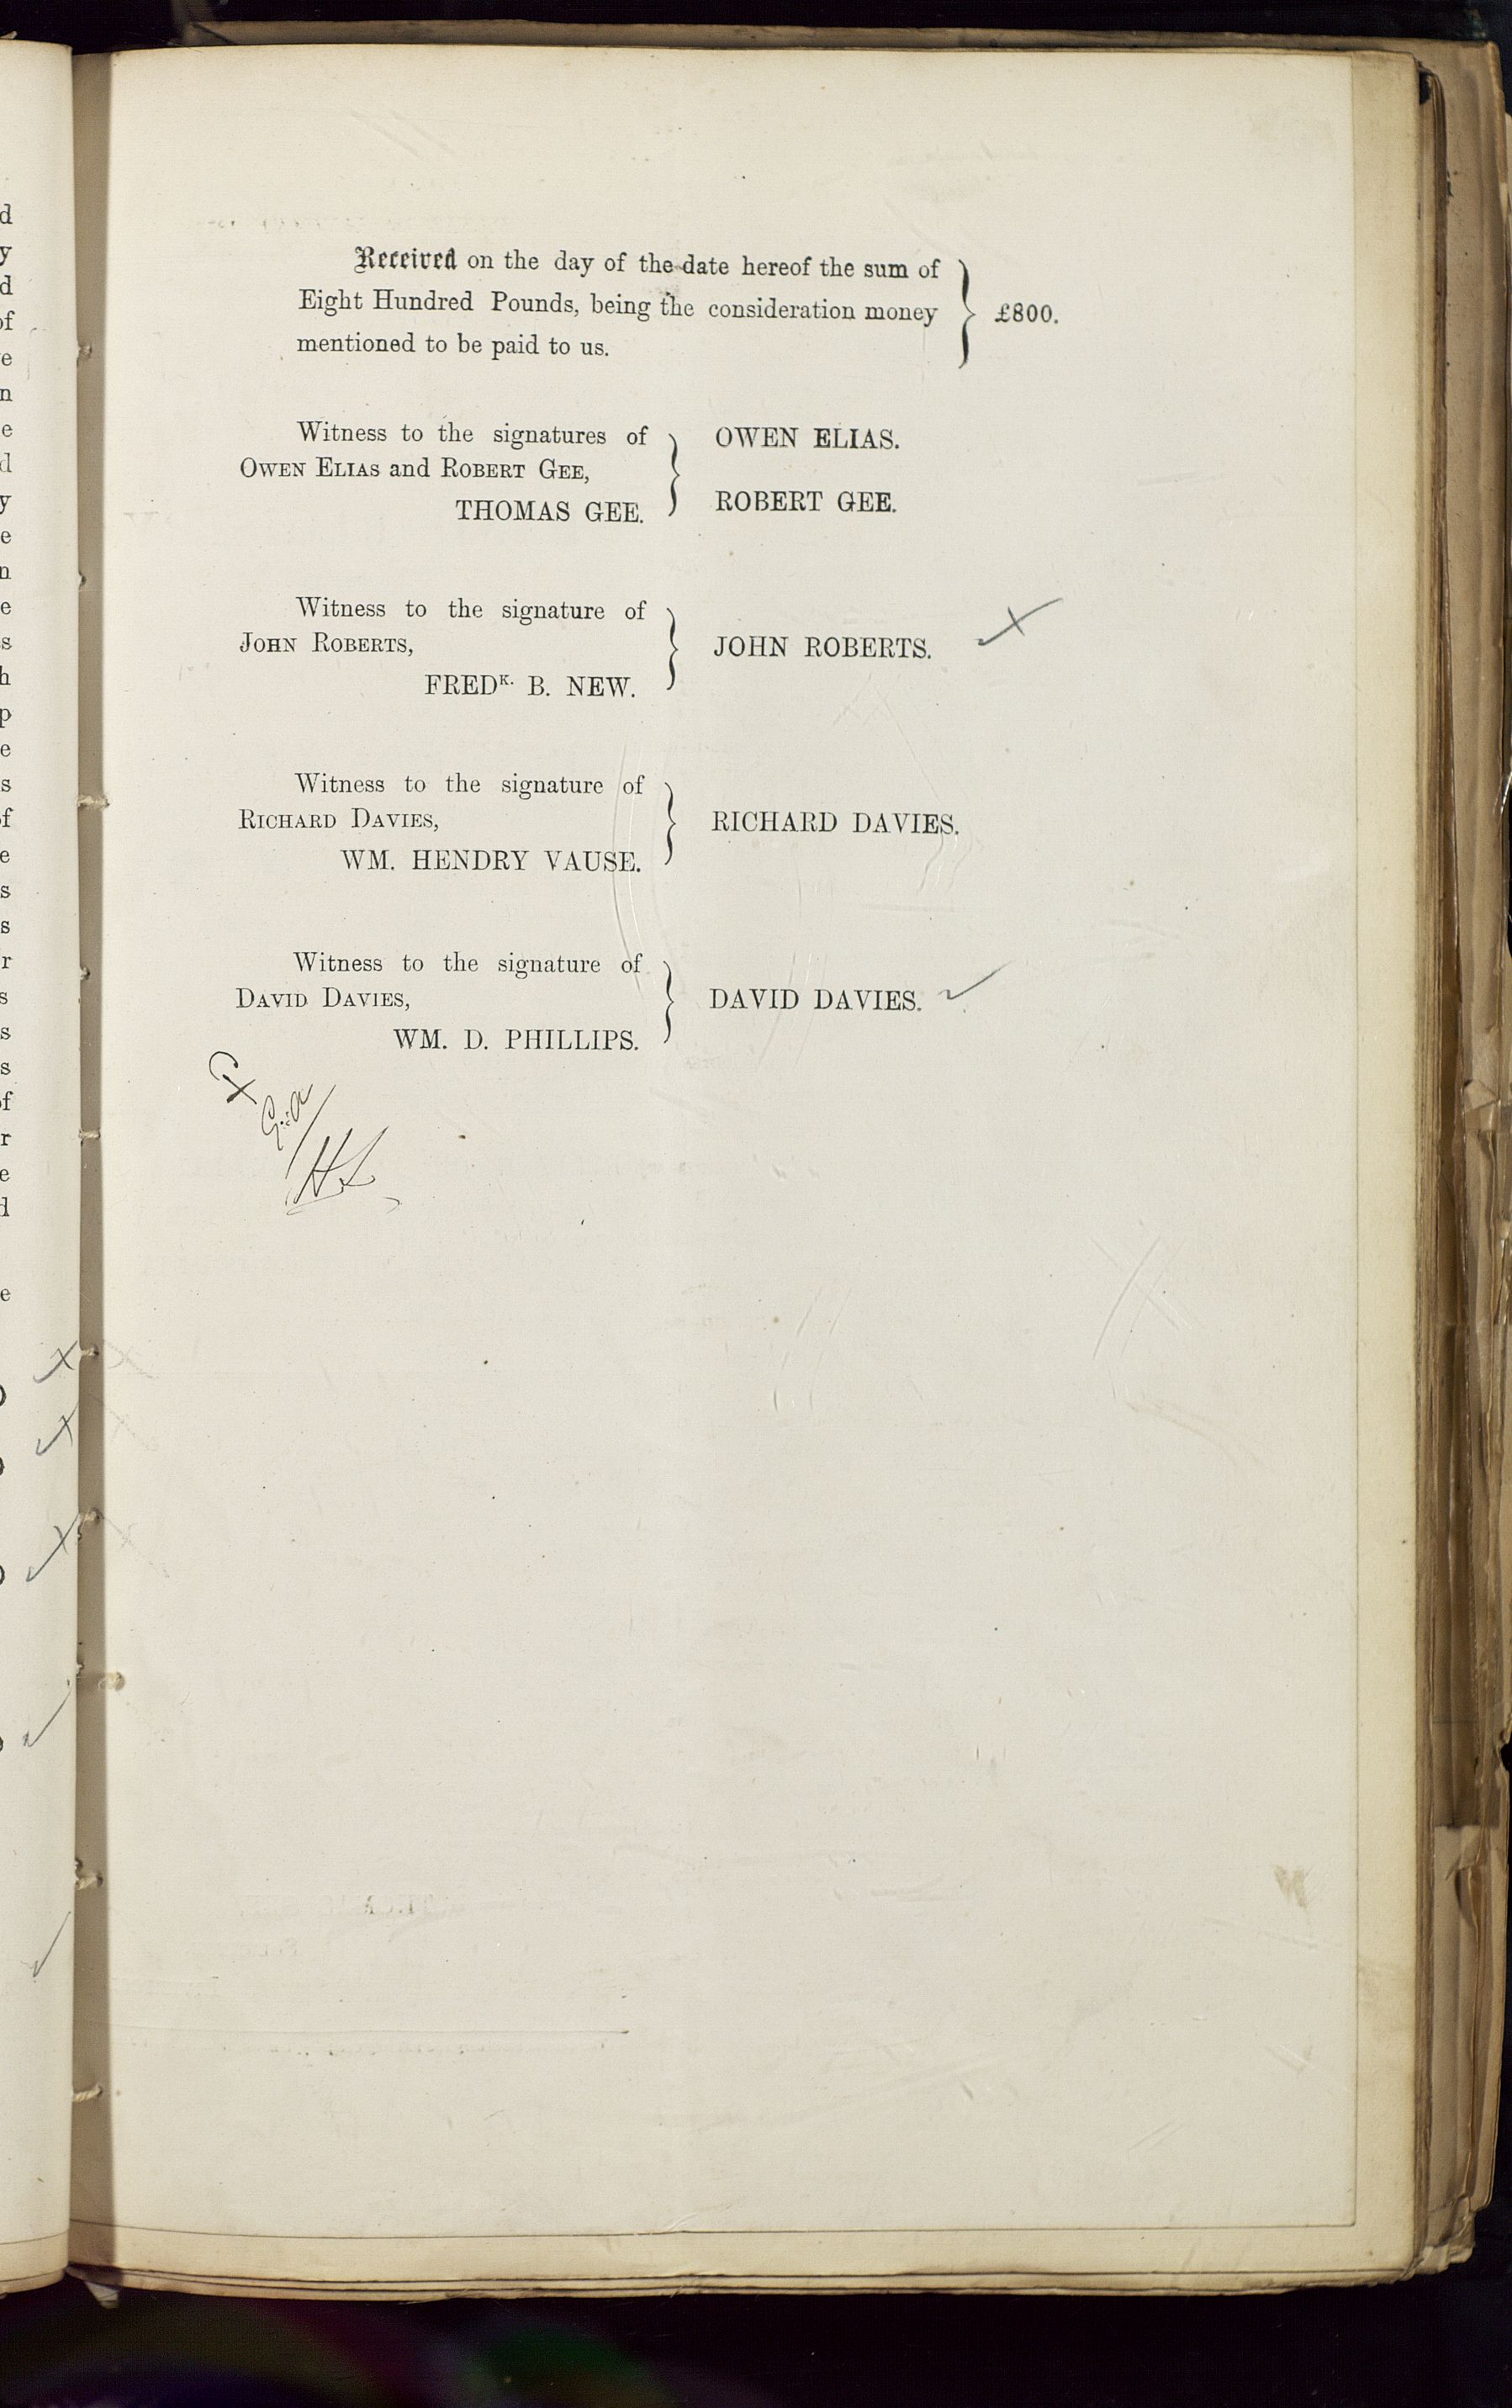 Received on the day of the date hereof the sum of
Eight Hundred Pounds, being the consideration money
mentioned to be paid to us.
£800.
Witness to the signatures of
OWEN ELIAS and ROBERT GEE,
THOMAS GEE.
OWEN ELIAS.
ROBERT GEE.
Witness to the signature of
JOHN ROBERTS,
FREDK. B. NEW.
JOHN ROBERTS.
Witness to the signature of
RICHARD DAVIES,
WM. HENDRY VAUSE.
RICHARD DAVIES.
Witness to the signature of
DAVID DAVIES,
WM. D. PHILLIPS.
DAVID DAVIES.